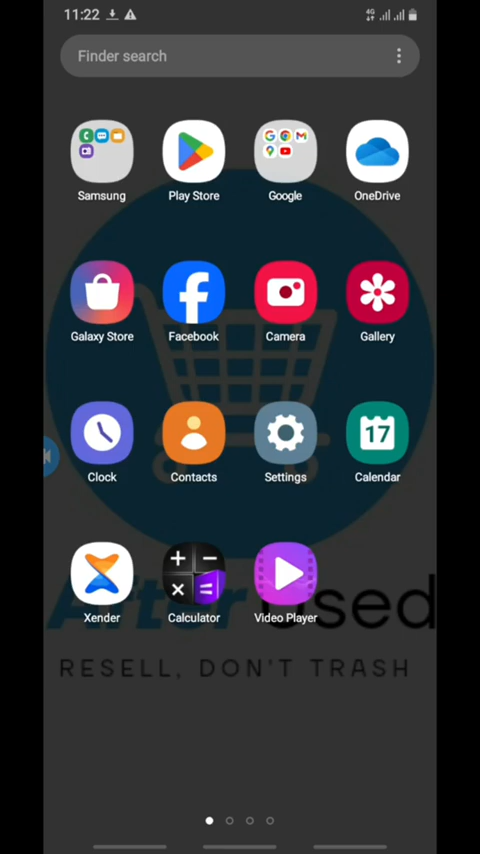 11:22
4G
Finder search
Samsung
Play Store
Google
OneDrive
Galaxy Store
Facebook
Camera
Gallery
Clock
Contacts
Settings
17
Calendar
Xender
Calculator
Video Player
After Used
RESELL, DON'T TRASH